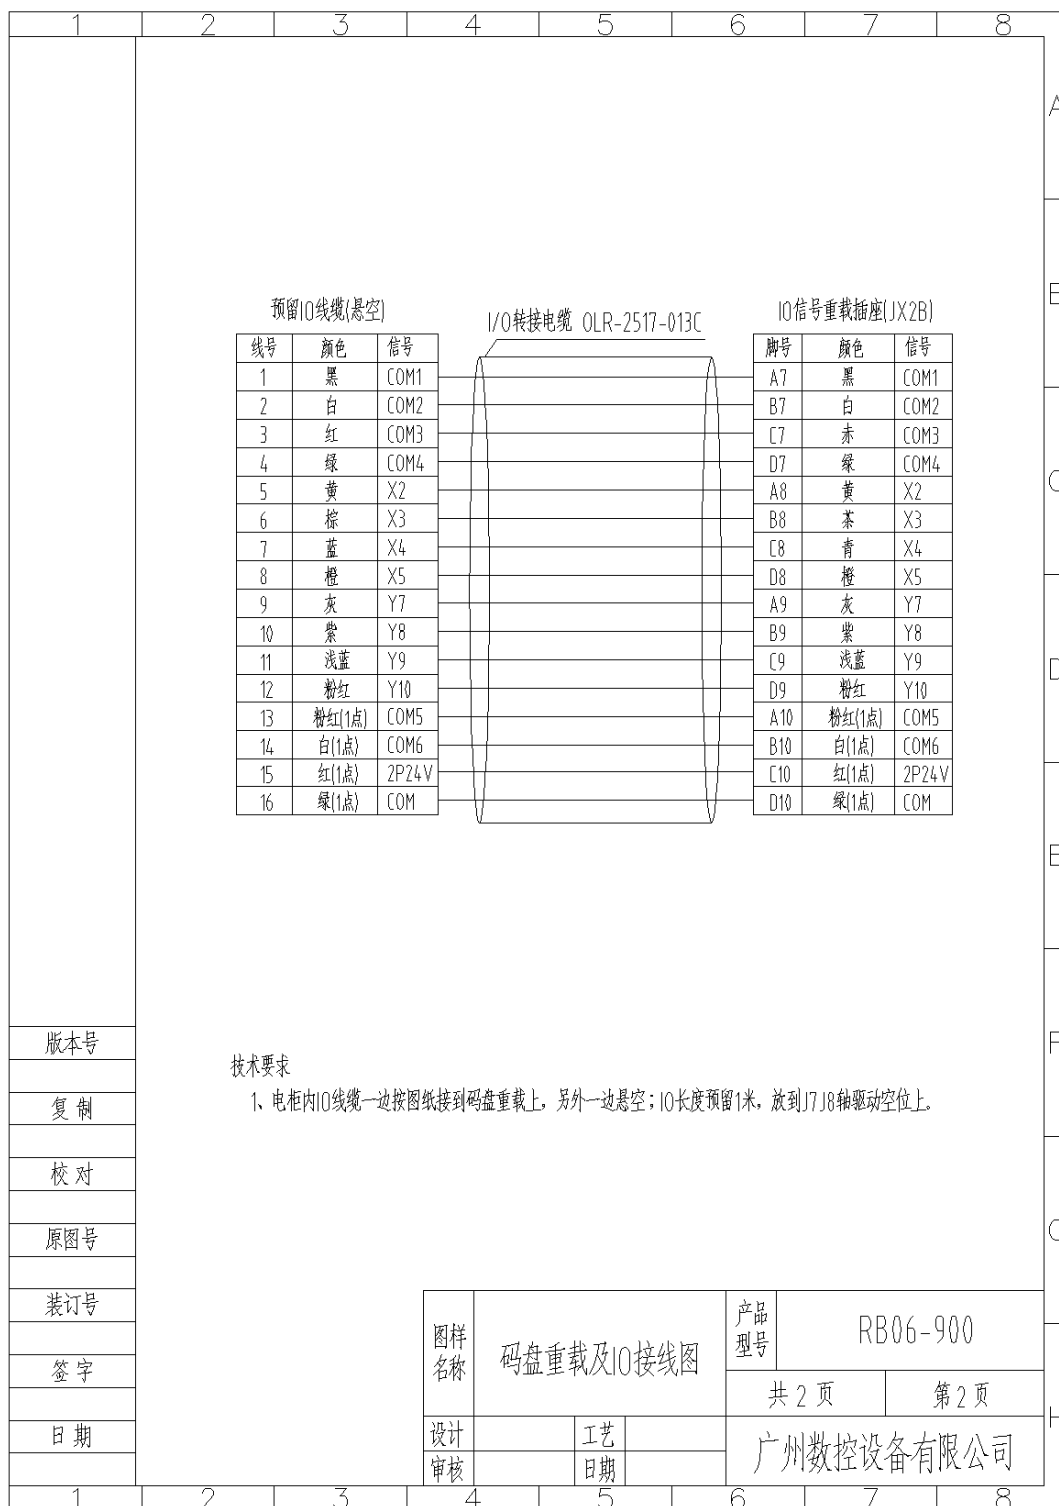 1 2 3 4 5 6 7 8
A
预留IO线缆(悬空)
I/O转接电缆 OLR-2517-013C
IO信号重载插座(JX2B)
线号 颜色 信号 脚号 颜色 信号
1 黑 COM1 A7 黑 COM1
2 白 COM2 B7 白 COM2
3 红 COM3 C7 赤 COM3
4 绿 COM4 D7 绿 COM4
5 黄 X2 A8 黄 X2
6 棕 X3 B8 茶 X3
7 蓝 X4 C8 青 X4
8 橙 X5 D8 橙 X5
9 灰 Y7 A9 灰 Y7
10 紫 Y8 B9 紫 Y8
11 浅蓝 Y9 C9 浅蓝 Y9
12 粉红 Y10 D9 粉红 Y10
13 粉红(1点) COM5 A10 粉红(1点) COM5
14 白(1点) COM6 B10 白(1点) COM6
15 红(1点) 2P24V C10 红(1点) 2P24V
16 绿(1点) COM D10 绿(1点) COM
版本号
复制
校对
原图号
装订号
签字
日期
技术要求
1、电柜内IO线缆一边按图纸接到码盘重载上，另外一边悬空；IO长度预留1米，放到J7J8轴驱动空位上。
图样名称
码盘重载及IO接线图
产品型号
RB06-900
共2页 第2页
设计 工艺
审核 日期
广州数控设备有限公司
1 2 3 4 5 6 7 8